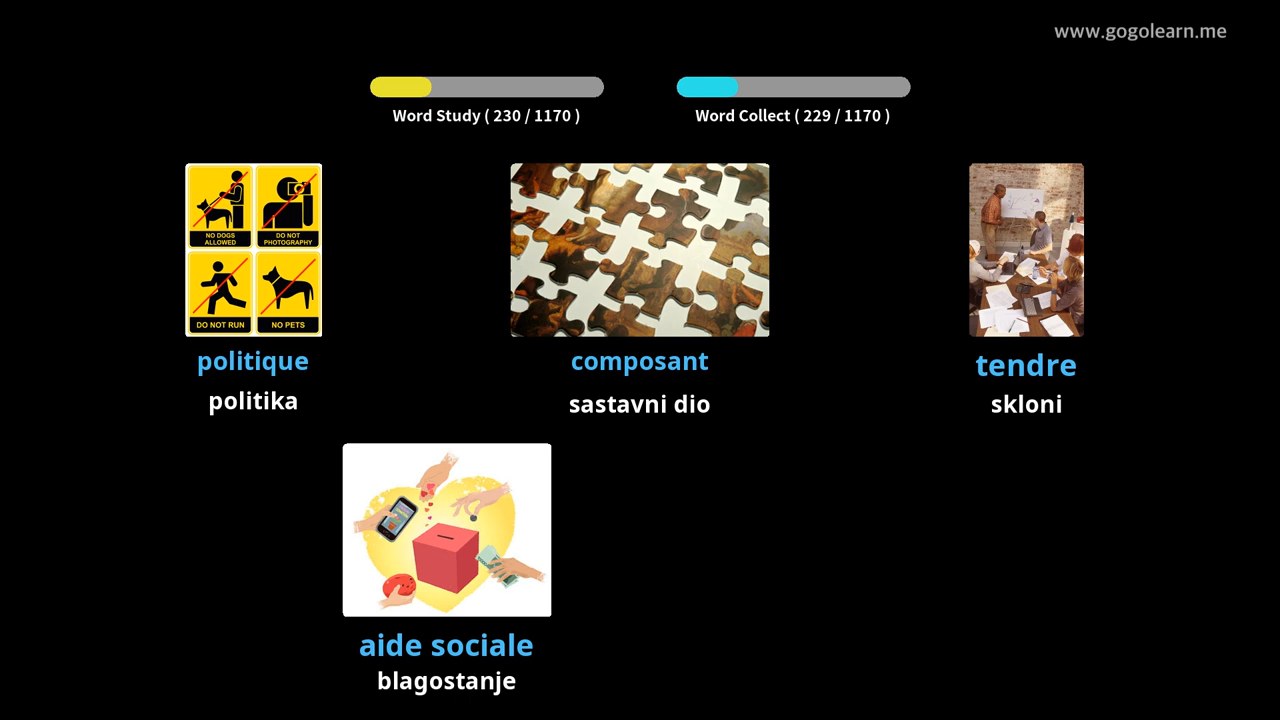 www.gogolearn.me
Word Study ( 230 / 1170 )
Word Collect ( 229 / 1170 )
NO DOGS
ALLOWED
DO NOT
PHOTOGRAPHY
DO NOT RUN
NO PETS
politique
politika
composant
sastavni dio
tendre
skloni
aide sociale
blagostanje